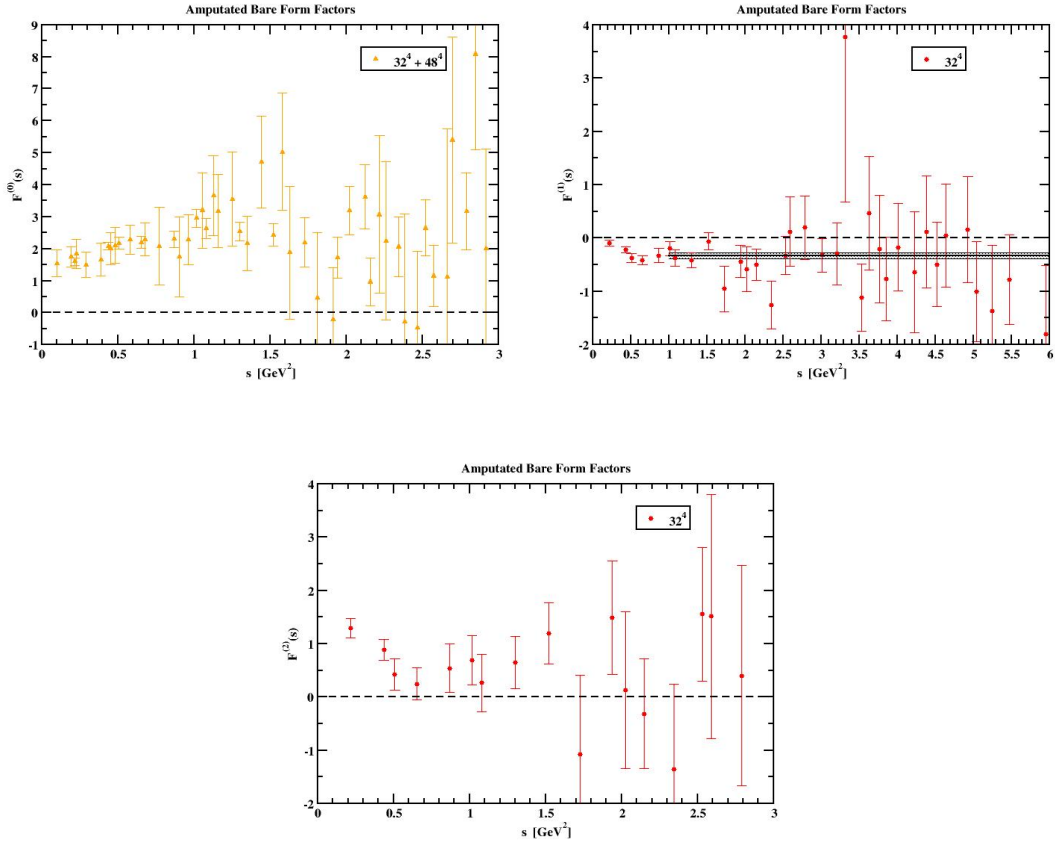 Amputated Bare Form Factors
9
8
7
6
5
4
3
2
1
0
-1
F(0)(s)
32⁴ + 48⁴
0 0.5 1 1.5 2 2.5 3
s [GeV²]
Amputated Bare Form Factors
4
3
2
1
0
-1
-2
F(1)(s)
32⁴
0 0.5 1 1.5 2 2.5 3 3.5 4 4.5 5 5.5 6
s [GeV²]
Amputated Bare Form Factors
4
3
2
1
0
-1
-2
F(2)(s)
32⁴
0 0.5 1 1.5 2 2.5 3
s [GeV²]